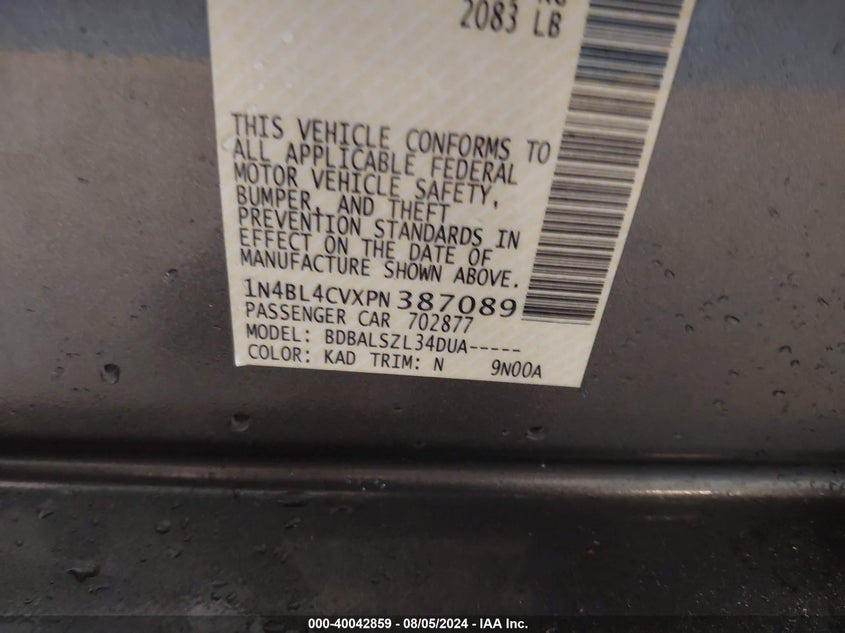 2083 LB
THIS VEHICLE CONFORMS TO
ALL APPLICABLE FEDERAL
MOTOR VEHICLE SAFETY,
BUMPER, AND THEFT
PREVENTION STANDARDS IN
EFFECT ON THE DATE OF
MANUFACTURE SHOWN ABOVE.
1N4BL4CVXPN 387089
PASSENGER CAR 702877
MODEL: BDBALSZL34DUA-----
COLOR: KAD TRIM: N 9N00A
000-40042859 - 08/05/2024 - IAA Inc.